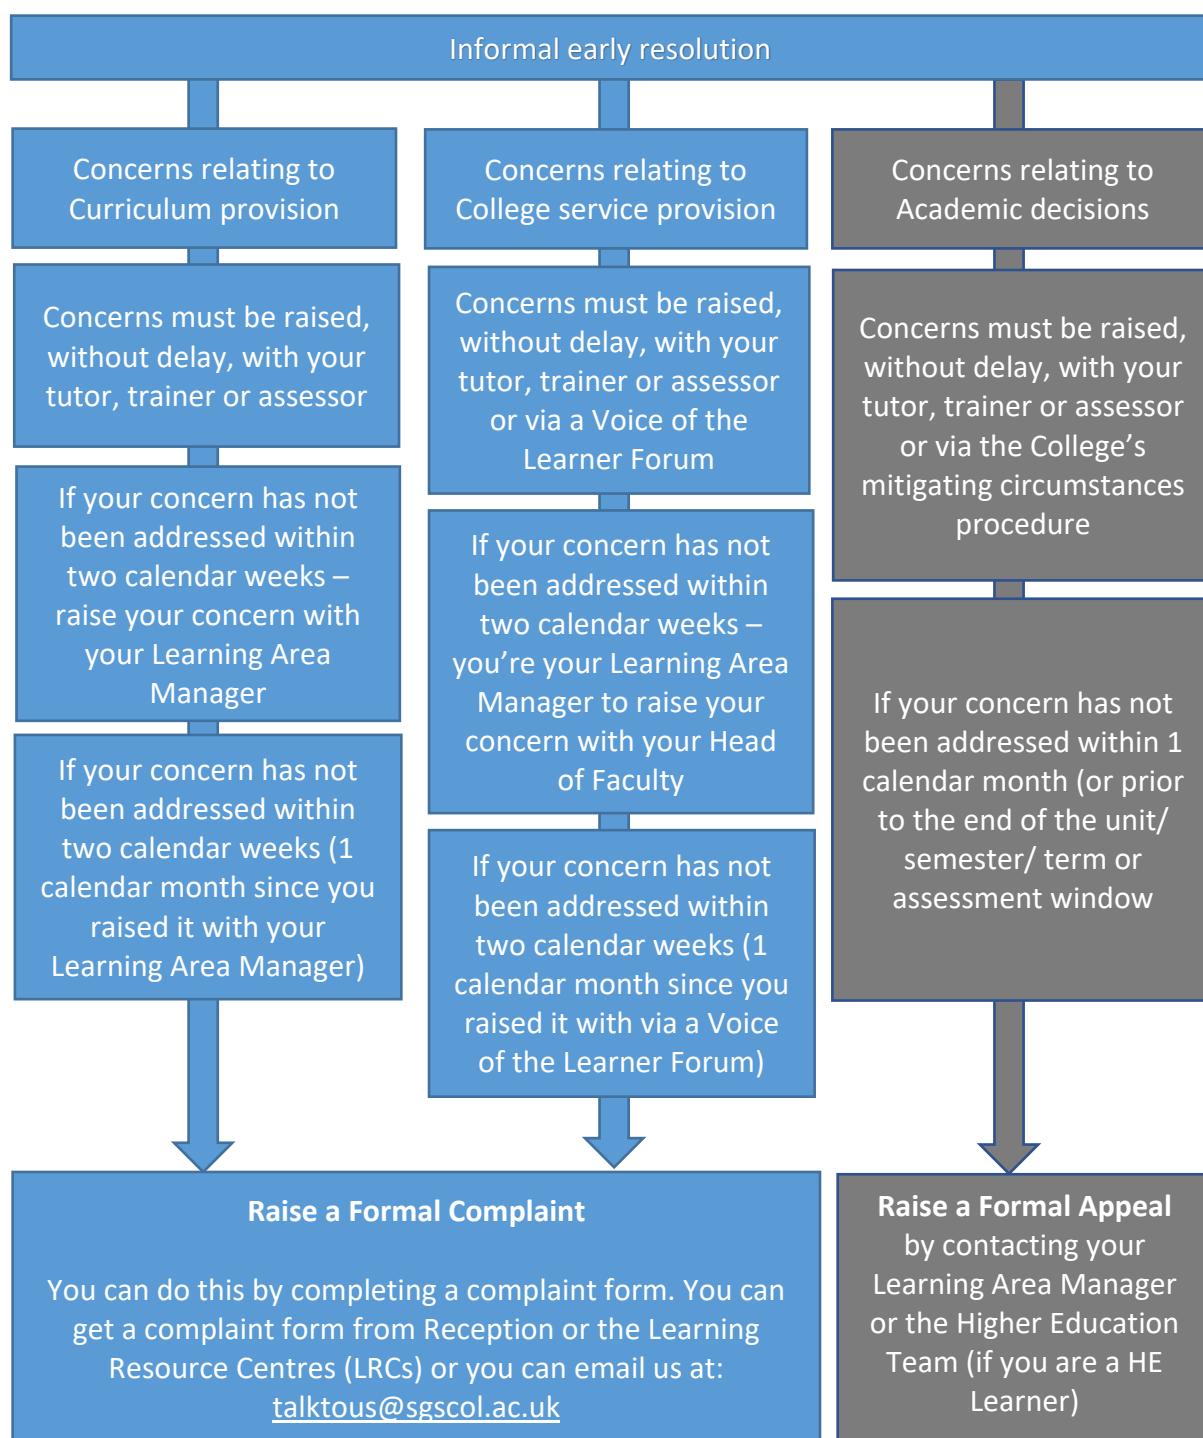 Informal early resolution
Concerns relating to
Curriculum provision
Concerns must be raised,
without delay, with your
tutor, trainer or assessor
If your concern has not
been addressed within
two calendar weeks –
raise your concern with
your Learning Area
Manager
If your concern has not
been addressed within
two calendar weeks (1
calendar month since you
raised it with your
Learning Area Manager)
Concerns relating to
College service provision
Concerns must be raised,
without delay, with your
tutor, trainer or assessor
or via a Voice of the
Learner Forum
If your concern has not
been addressed within
two calendar weeks –
you’re your Learning Area
Manager to raise your
concern with your Head
of Faculty
If your concern has not
been addressed within
two calendar weeks (1
calendar month since you
raised it with via a Voice
of the Learner Forum)
Raise a Formal Complaint
You can do this by completing a complaint form. You can
get a complaint form from Reception or the Learning
Resource Centres (LRCs) or you can email us at:
talktous@sgscol.ac.uk
Concerns relating to
Academic decisions
Concerns must be raised,
without delay, with your
tutor, trainer or assessor
or via the College’s
mitigating circumstances
procedure
If your concern has not
been addressed within 1
calendar month (or prior
to the end of the unit/
semester/ term or
assessment window
Raise a Formal Appeal
by contacting your
Learning Area Manager
or the Higher Education
Team (if you are a HE
Learner)